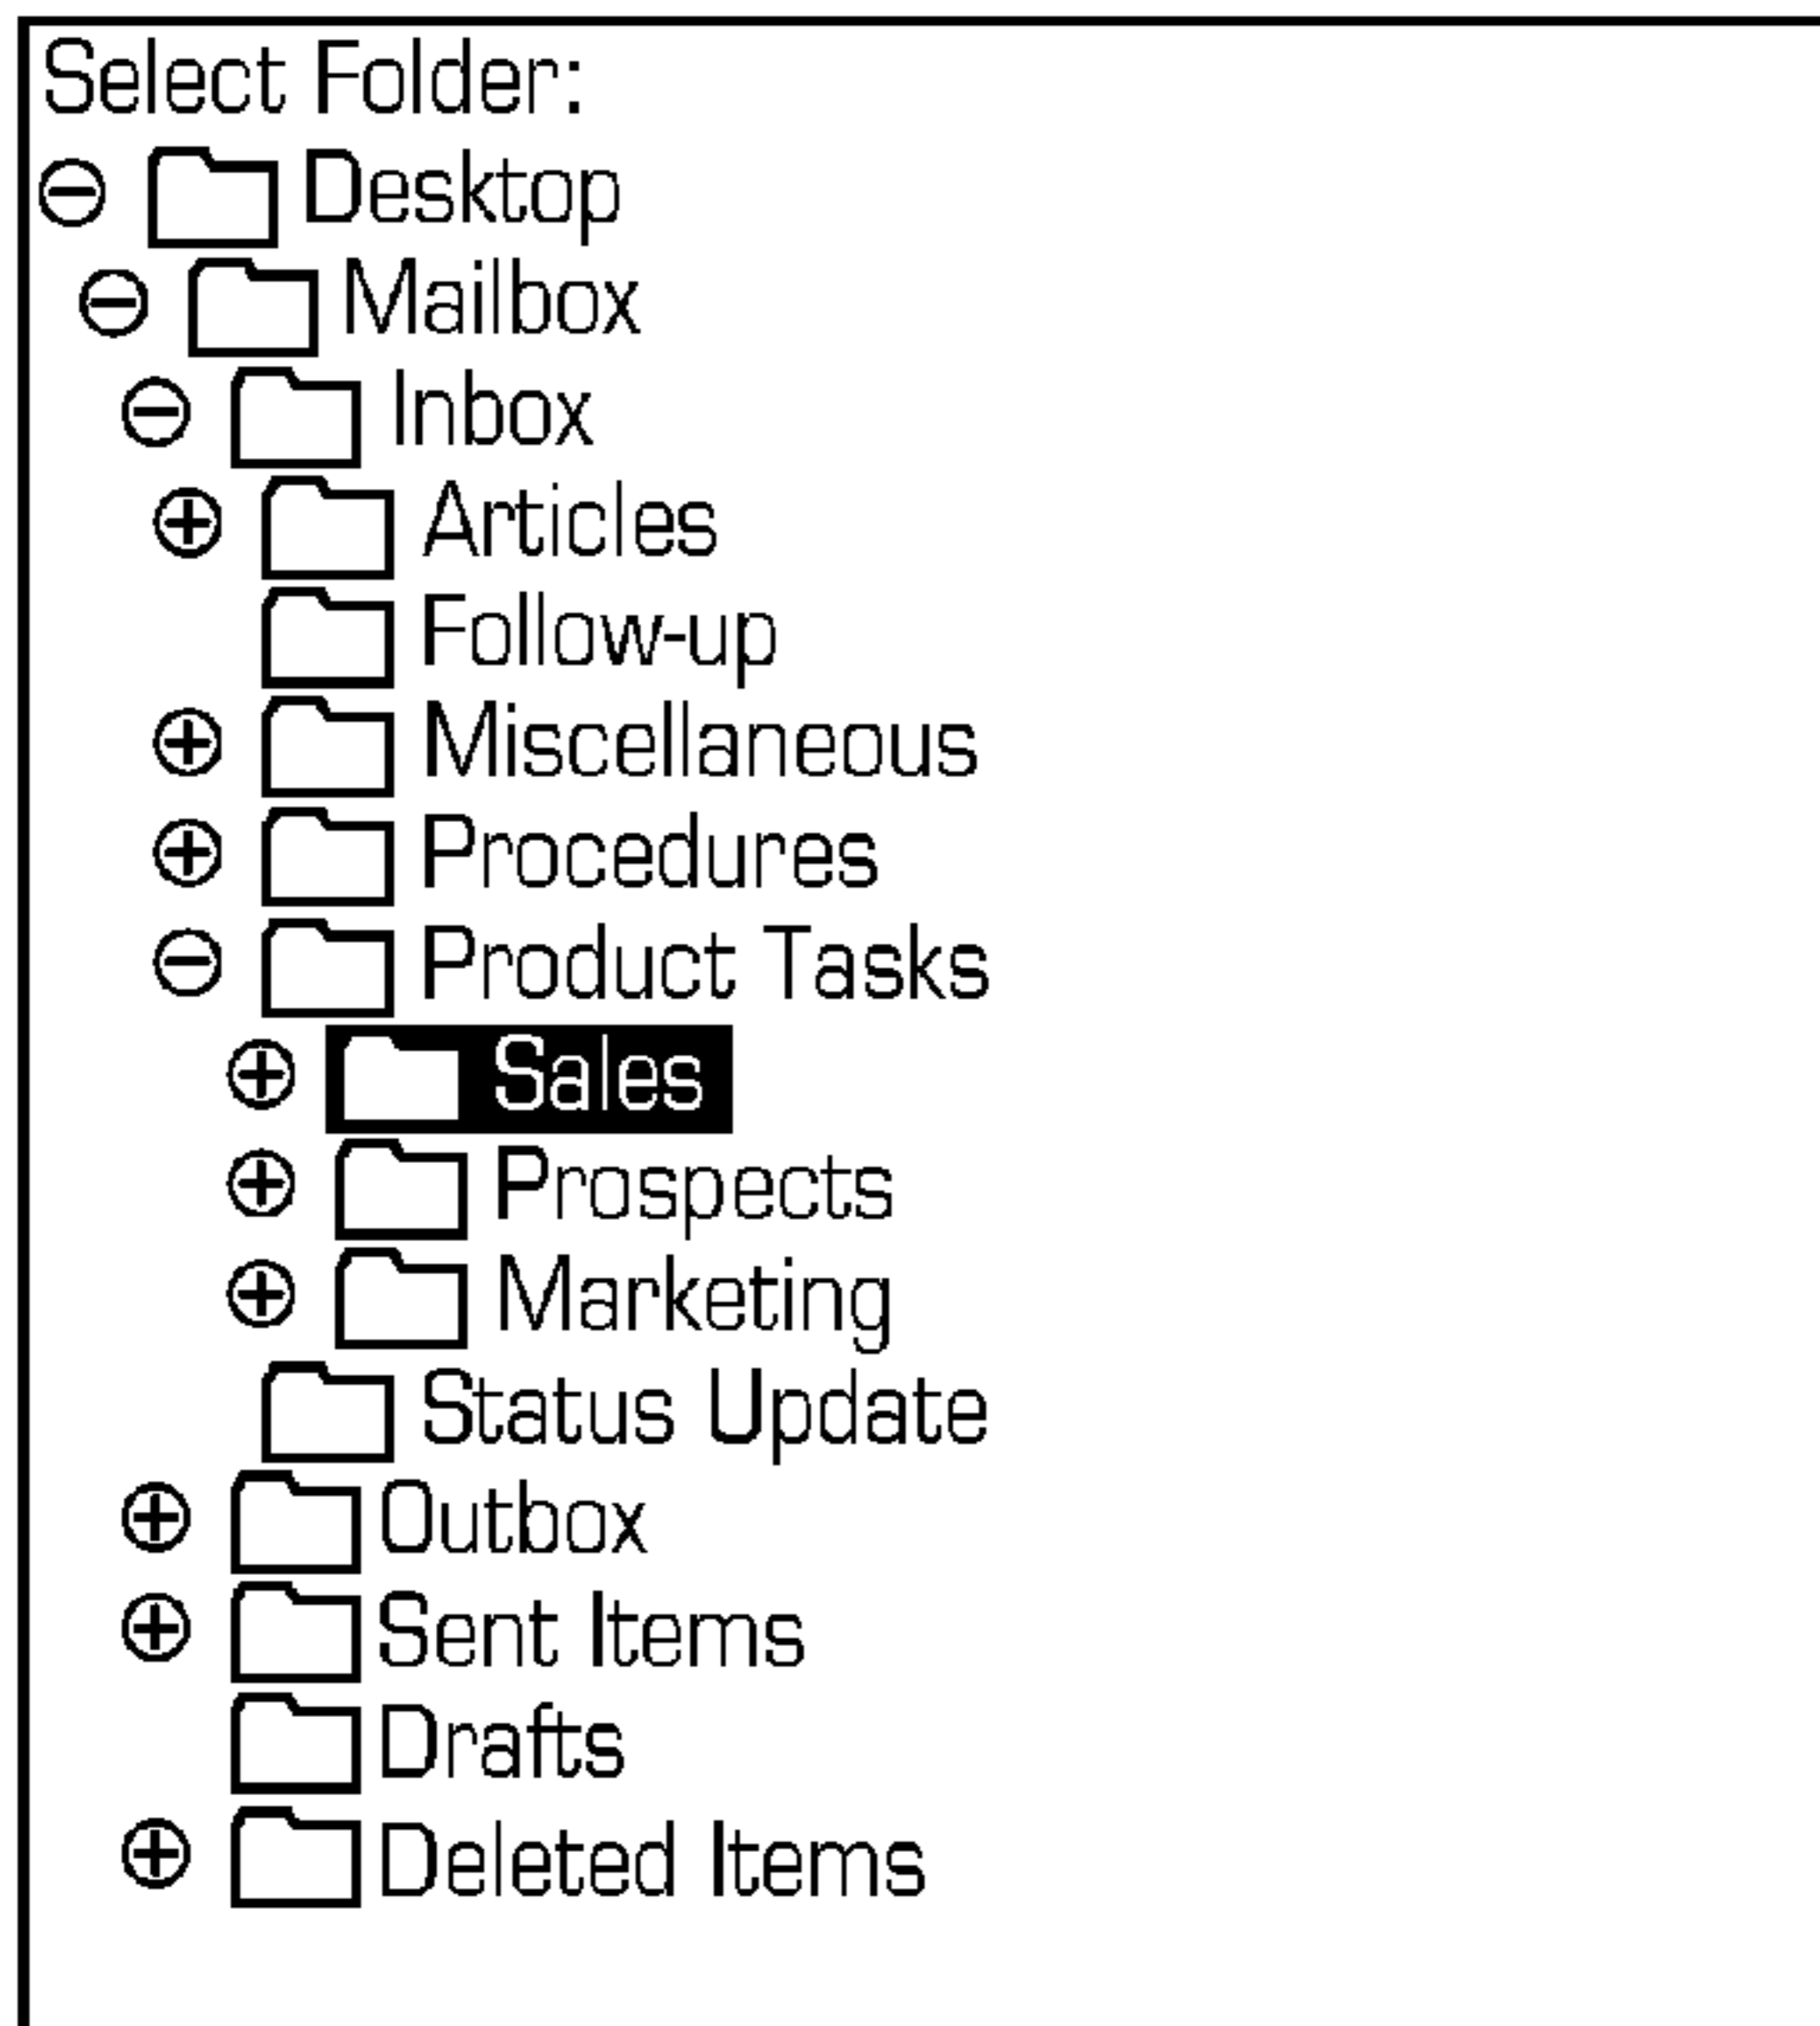 Select Folder:
Desktop
Mailbox
Inbox
Articles
Follow-up
Miscellaneous
Procedures
Product Tasks
Sales
Prospects
Marketing
Status Update
Outbox
Sent Items
Drafts
Deleted Items